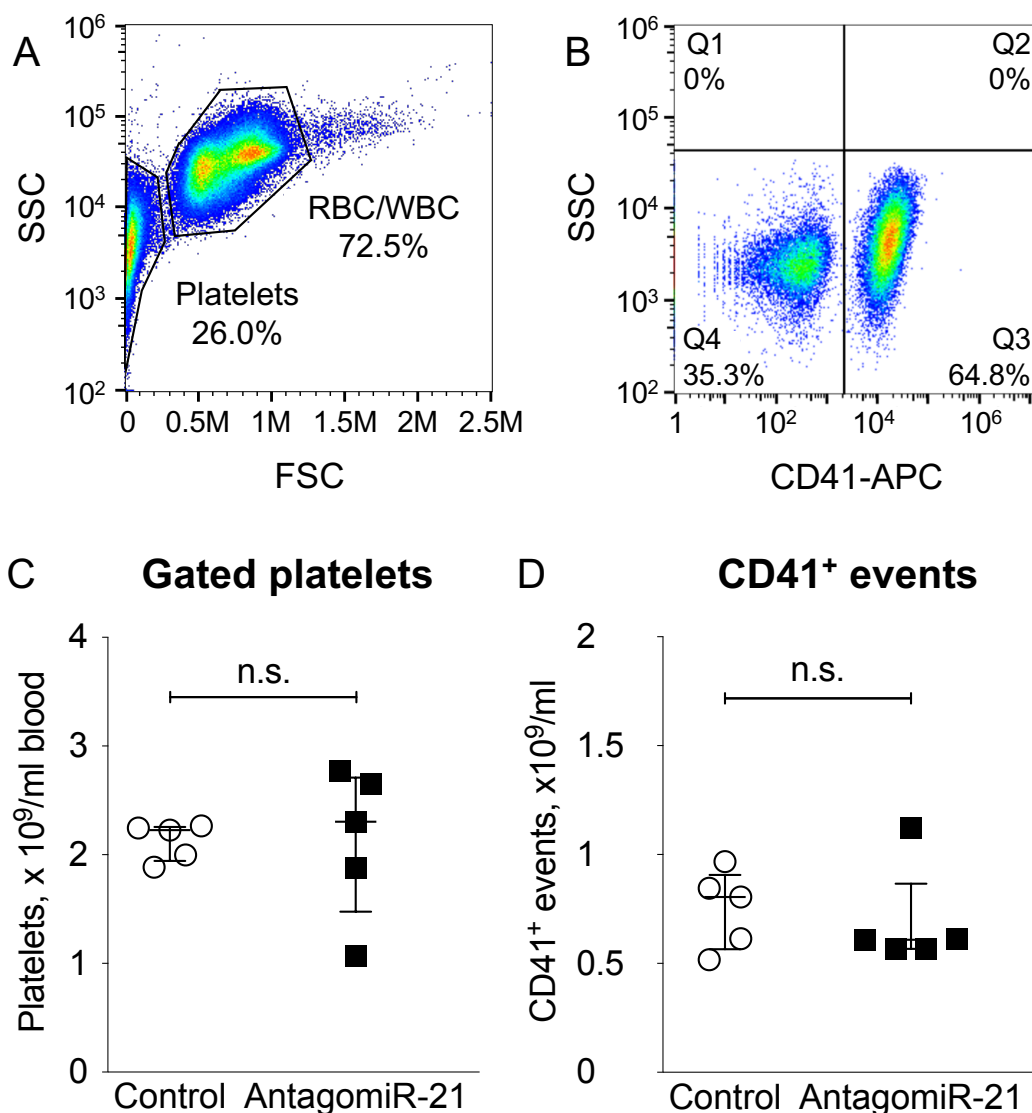 A
10⁶
10⁵
10⁴
10³
10²
SSC
RBC/WBC
72.5%
Platelets
26.0%
0
0.5M
1M
1.5M
2M
2.5M
FSC
B
10⁶
10⁵
10⁴
10³
10²
SSC
Q1
0%
Q2
0%
Q4
35.3%
Q3
64.8%
1
10²
10⁴
10⁶
CD41-APC
C
Gated platelets
4
3
2
1
0
Platelets, x 10⁹/ml blood
n.s.
Control
AntagomiR-21
D
CD41⁺ events
2
1.5
1
0.5
0
CD41⁺ events, x10⁹/ml
n.s.
Control
AntagomiR-21